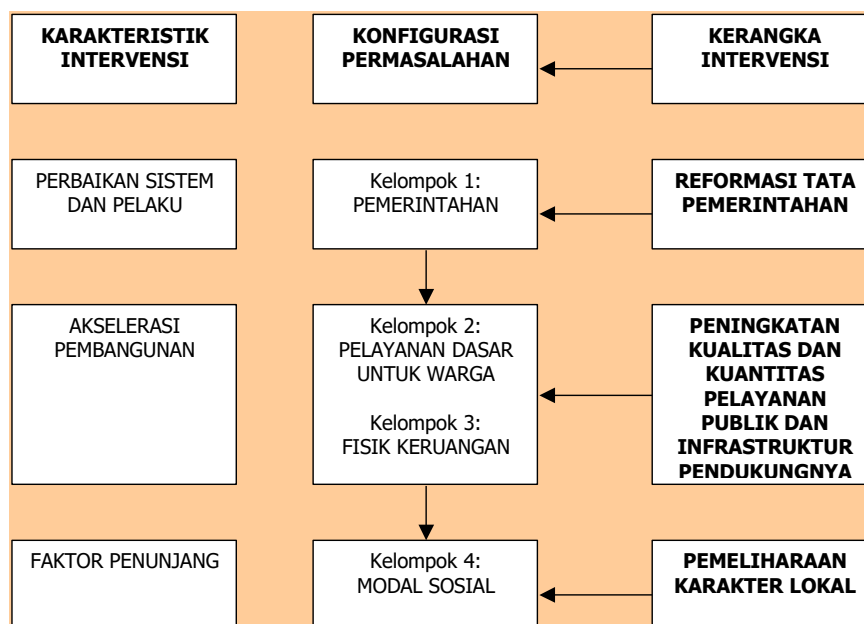 KARAKTERISTIK
INTERVENSI
KONFIGURASI
PERMASALAHAN
KERANGKA
INTERVENSI
PERBAIKAN SISTEM
DAN PELAKU
Kelompok 1:
PEMERINTAHAN
REFORMASI TATA
PEMERINTAHAN
AKSELERASI
PEMBANGUNAN
Kelompok 2:
PELAYANAN DASAR
UNTUK WARGA
Kelompok 3:
FISIK KERUANGAN
PENINGKATAN
KUALITAS DAN
KUANTITAS
PELAYANAN
PUBLIK DAN
INFRASTRUKTUR
PENDUKUNGNYA
FAKTOR PENUNJANG
Kelompok 4:
MODAL SOSIAL
PEMELIHARAAN
KARAKTER LOKAL